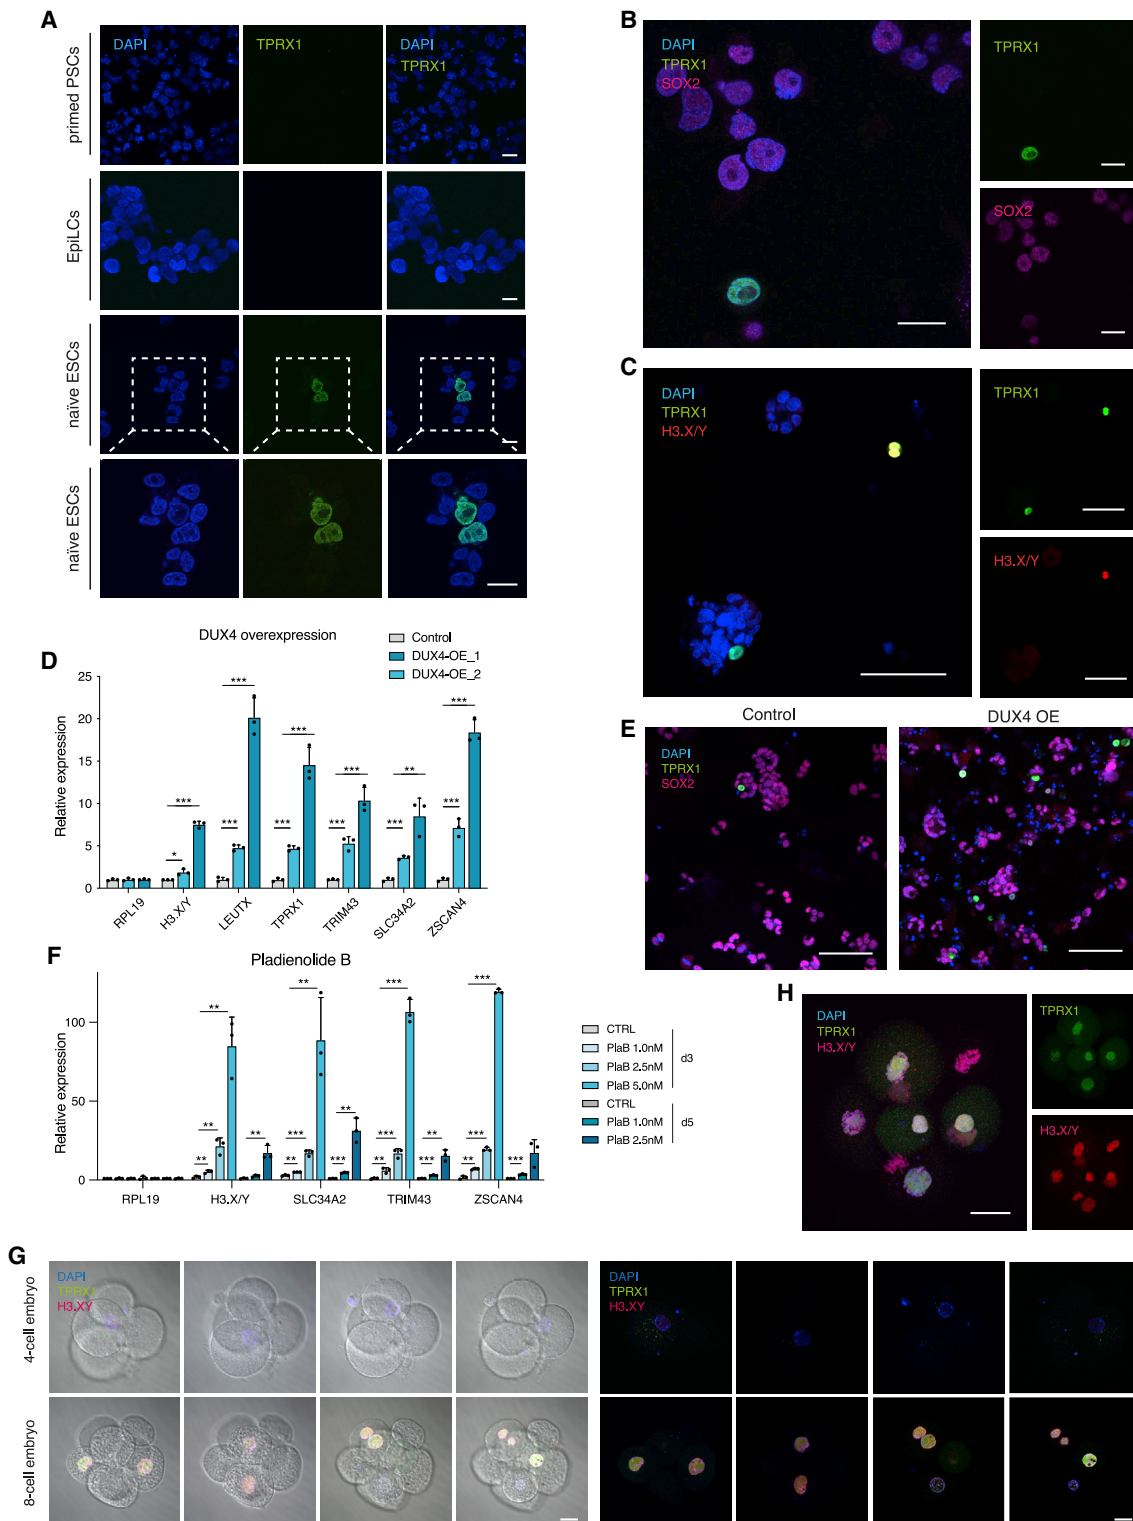 A
primed PSCs
DAPI
TPRX1
DAPI
TPRX1
EpiLCs
naïve ESCs
naïve ESCs
B
DAPI
TPRX1
SOX2
TPRX1
SOX2
C
DAPI
TPRX1
H3.X/Y
TPRX1
H3.X/Y
D
DUX4 overexpression
Control
DUX4-OE_1
DUX4-OE_2
Relative expression
25
20
15
10
5
0
*
***
***
***
***
***
***
***
***
**
***
***
RPL19
H3.X/Y
LEUTX
TPRX1
TRIM43
SLC34A2
ZSCAN4
E
Control
DUX4 OE
DAPI
TPRX1
SOX2
F
Pladienolide B
Relative expression
100
50
0
**
**
**
**
**
***
**
***
**
***
***
**
***
**
***
***
***
RPL19
H3.X/Y
SLC34A2
TRIM43
ZSCAN4
CTRL
PlaB 1.0nM
PlaB 2.5nM
PlaB 5.0nM
d3
CTRL
PlaB 1.0nM
PlaB 2.5nM
d5
H
DAPI
TPRX1
H3.X/Y
TPRX1
H3.X/Y
G
4-cell embryo
DAPI
TPRX1
H3.XY
DAPI
TPRX1
H3.XY
8-cell embryo